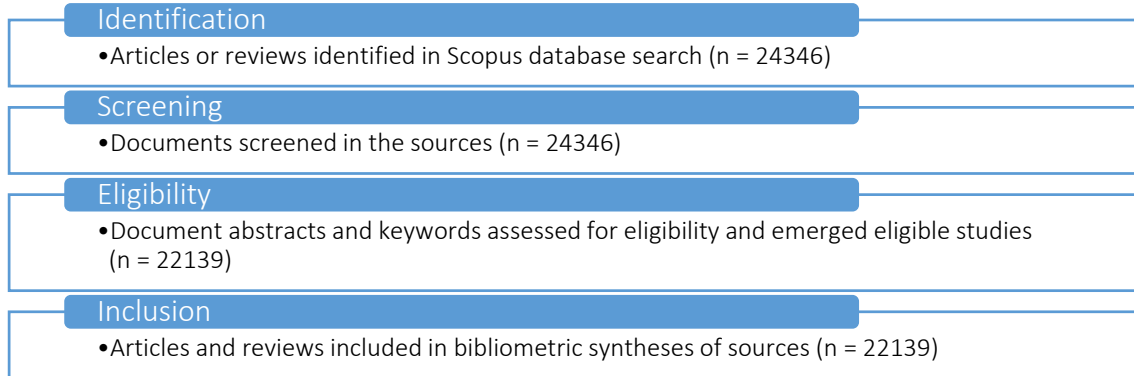 Identification
•Articles or reviews identified in Scopus database search (n = 24346)
Screening
•Documents screened in the sources (n = 24346)
Eligibility
•Document abstracts and keywords assessed for eligibility and emerged eligible studies
(n = 22139)
Inclusion
•Articles and reviews included in bibliometric syntheses of sources (n = 22139)